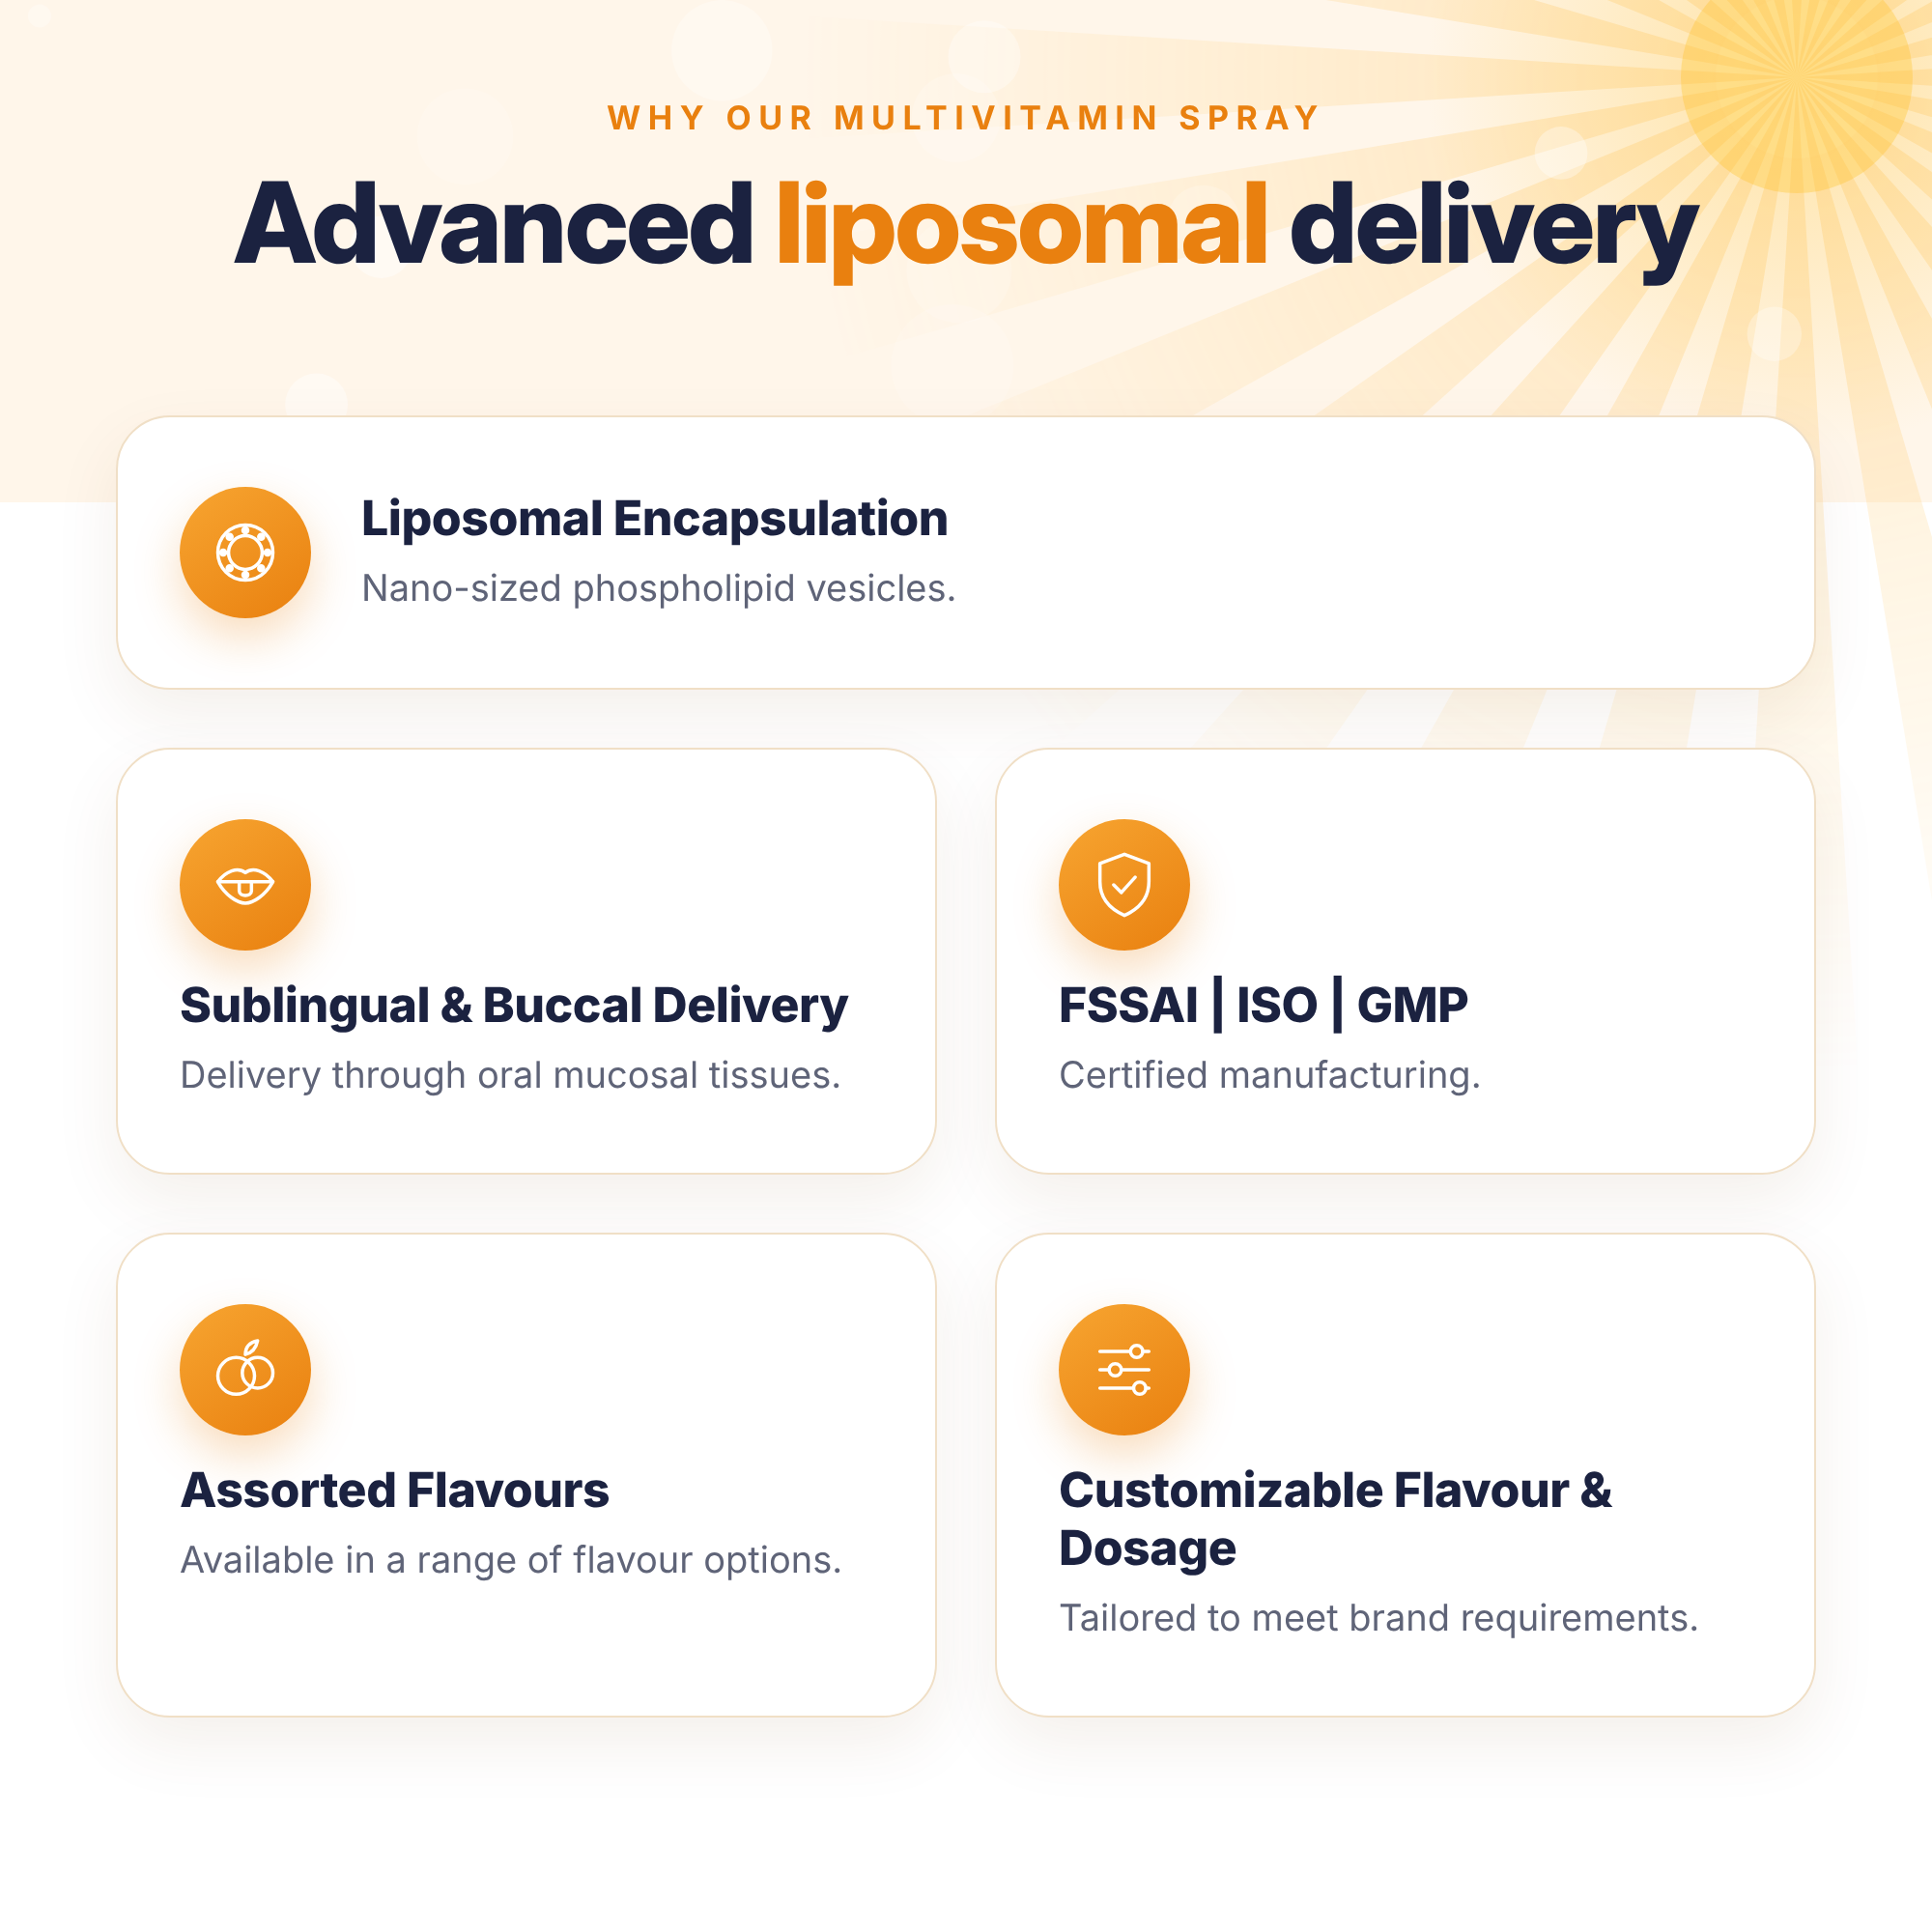 WHY OUR MULTIVITAMIN SPRAY
Advanced liposomal delivery
Liposomal Encapsulation
Nano-sized phospholipid vesicles.
Sublingual & Buccal Delivery
Delivery through oral mucosal tissues.
FSSAI | ISO | GMP
Certified manufacturing.
Assorted Flavours
Available in a range of flavour options.
Customizable Flavour &
Dosage
Tailored to meet brand requirements.